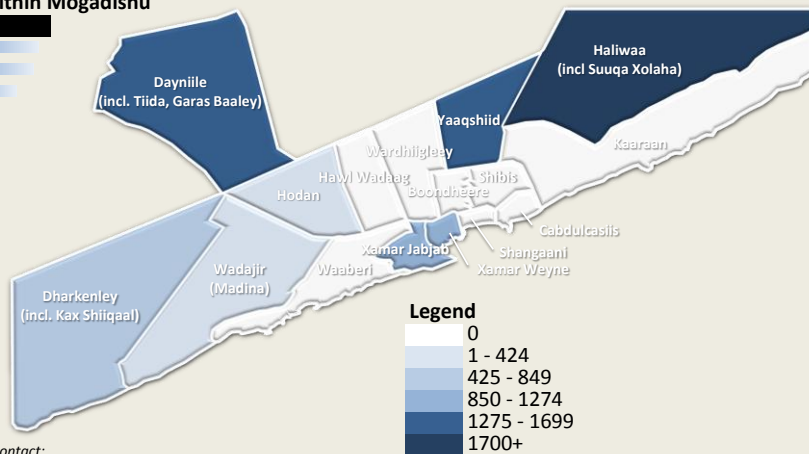 ithin Mogadishu
Haliwaa
(incl Suuqa Xolaha)
Dayniile
(incl. Tiida, Garas Baaley)
Yaaqshiid
Kaaraan
Wardhiigleey
Hawl Wadaag
Shibis
Boondheere
Hodan
Cabdulcasiis
Xamar Jabjab
Shangaani
Waaberi
Xamar Weyne
Wadajir
(Madina)
Dharkenley
(incl. Kax Shiiqaal)
Legend
0
1 - 424
425 - 849
850 - 1274
1275 - 1699
1700+
ontact: